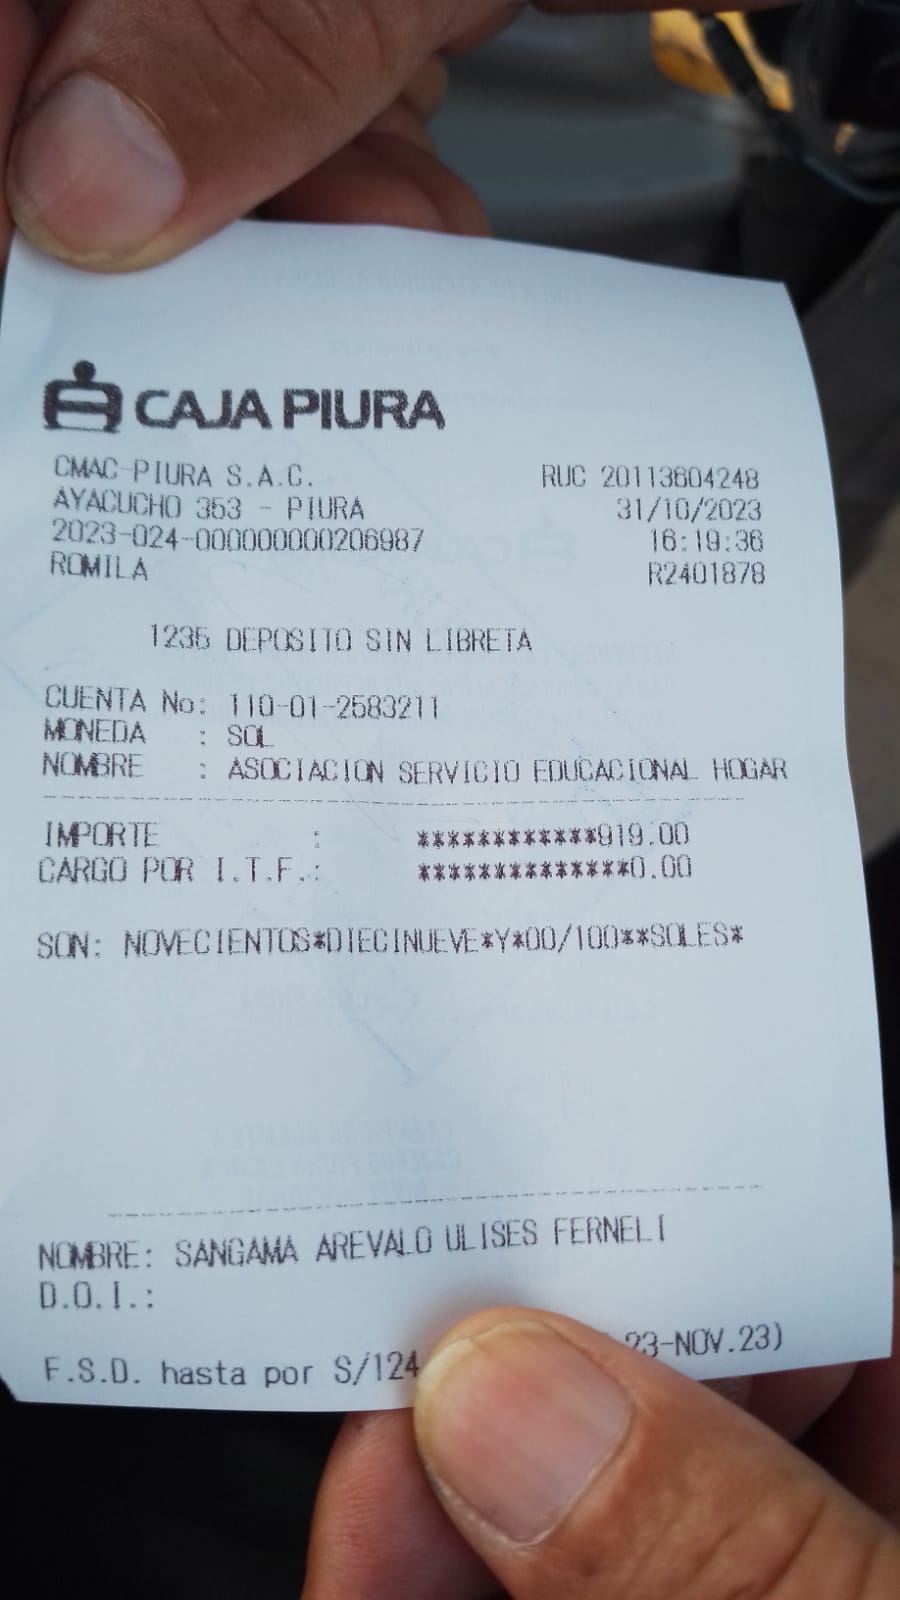 CAJA PIURA
CMAC-PIURA S.A.C. RUC 20113604248
AYACUCHO 353 - PIURA 31/10/2023
2023-024-000000000206987 16:19:36
ROMILA R2401878
1235 DEPOSITO SIN LIBRETA
CUENTA No: 110-01-2583211
MONEDA : SOL
NOMBRE : ASOCIACION SERVICIO EDUCACIONAL HOGAR
IMPORTE : ************919.00
CARGO POR I.T.F.: **************0.00
SON: NOVECIENTOS*DIECINUEVE*Y*00/100**SOLES*
NOMBRE: SANGAMA AREVALO ULISES FERNELI
D.O.I.:
F.S.D. hasta por S/124 23-NOV.23)